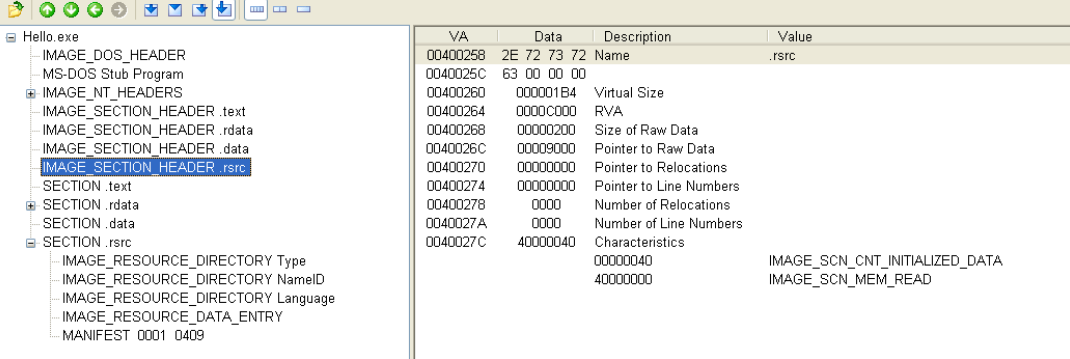 Hello.exe
IMAGE_DOS_HEADER
MS-DOS Stub Program
IMAGE_NT_HEADERS
IMAGE_SECTION_HEADER .text
IMAGE_SECTION_HEADER .rdata
IMAGE_SECTION_HEADER .data
IMAGE_SECTION_HEADER .rsrc
SECTION .text
SECTION .rdata
SECTION .data
SECTION .rsrc
IMAGE_RESOURCE_DIRECTORY Type
IMAGE_RESOURCE_DIRECTORY NameID
IMAGE_RESOURCE_DIRECTORY Language
IMAGE_RESOURCE_DATA_ENTRY
MANIFEST 0001 0409
VA Data Description Value
00400258 2E 72 73 72 Name .rsrc
0040025C 63 00 00 00
00400260 000001B4 Virtual Size
00400264 0000C000 RVA
00400268 00000200 Size of Raw Data
0040026C 00009000 Pointer to Raw Data
00400270 00000000 Pointer to Relocations
00400274 00000000 Pointer to Line Numbers
00400278 0000 Number of Relocations
0040027A 0000 Number of Line Numbers
0040027C 40000040 Characteristics
00000040 IMAGE_SCN_CNT_INITIALIZED_DATA
40000000 IMAGE_SCN_MEM_READ